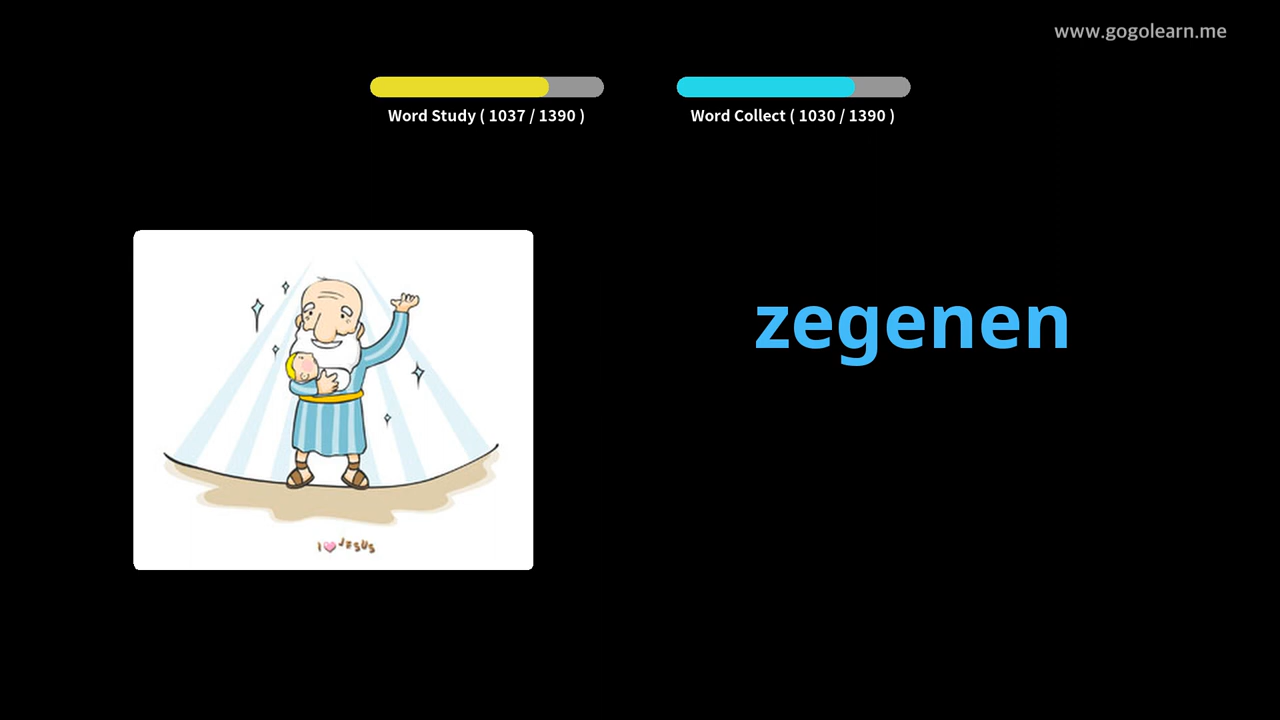 www.gogolearn.me
Word Study ( 1037 / 1390 )
Word Collect ( 1030 / 1390 )
zegenen
I ♥ JESUS